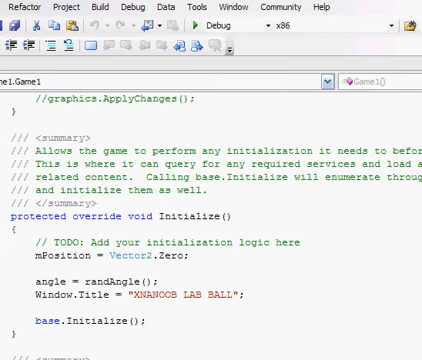 Refactor Project Build Debug Data Tools Window Community Help
Debug x86
me1.Game1 Game1()
//graphics.ApplyChanges();
}
/// <summary>
/// Allows the game to perform any initialization it needs to befor
/// This is where it can query for any required services and load a
/// related content.  Calling base.Initialize will enumerate throug
/// and initialize them as well.
/// </summary>
protected override void Initialize()
{
// TODO: Add your initialization logic here
mPosition = Vector2.Zero;
angle = randAngle();
Window.Title = "XNANOOB LAB BALL";
base.Initialize();
}
/// <summary>